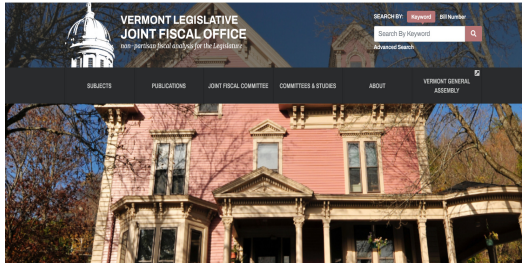 VERMONT LEGISLATIVE
JOINT FISCAL OFFICE
non-partisan fiscal analysis for the Legislature
SEARCH BY: Keyword Bill Number
Search By Keyword
Advanced Search
SUBJECTS
PUBLICATIONS
JOINT FISCAL COMMITTEE
COMMITTEES & STUDIES
ABOUT
VERMONT GENERAL
ASSEMBLY